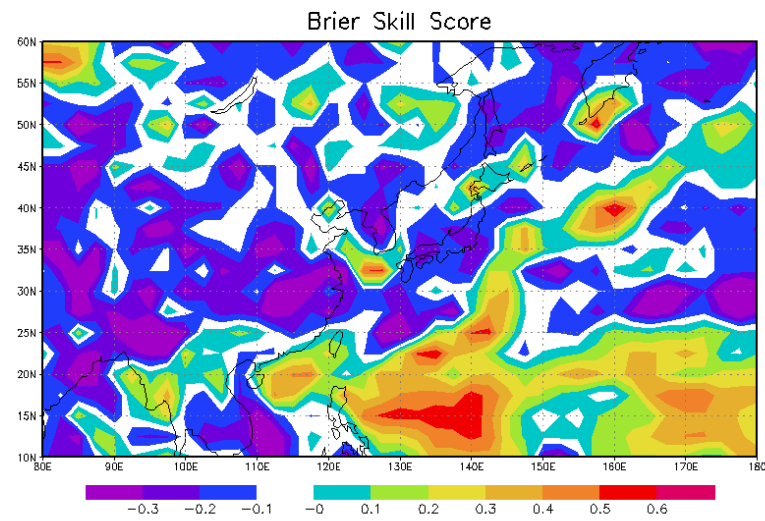 Brier Skill Score
60N
55N
50N
45N
40N
35N
30N
25N
20N
15N
10N
80E 90E 100E 110E 120E 130E 140E 150E 160E 170E 180
-0.3 -0.2 -0.1 -0 0.1 0.2 0.3 0.4 0.5 0.6